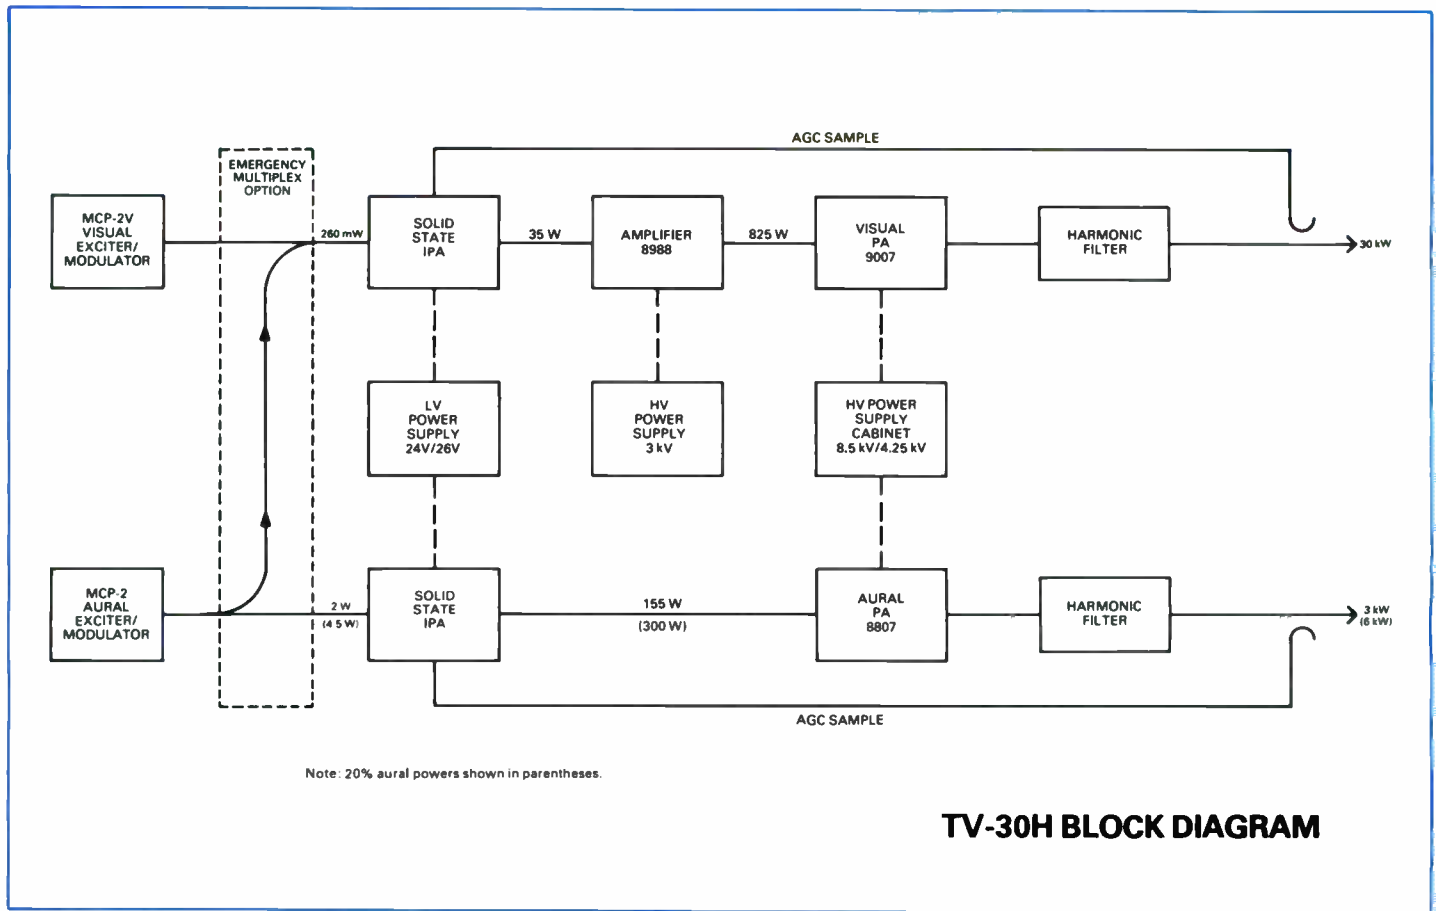 AGC SAMPLE
EMERGENCY
MULTIPLEX
OPTION
MCP-2V
VISUAL
EXCITER/
MODULATOR
260 mW
SOLID
STATE
IPA
35 W
AMPLIFIER
8988
825 W
VISUAL
PA
9007
HARMONIC
FILTER
30 kW
LV
POWER
SUPPLY
24V/26V
HV
POWER
SUPPLY
3 kV
HV POWER
SUPPLY
CABINET
8.5 kV/4.25 kV
MCP-2
AURAL
EXCITER/
MODULATOR
2 W
(4.5 W)
SOLID
STATE
IPA
155 W
(300 W)
AURAL
PA
8807
HARMONIC
FILTER
3 kW
(6 kW)
AGC SAMPLE
Note: 20% aural powers shown in parentheses.
TV-30H BLOCK DIAGRAM